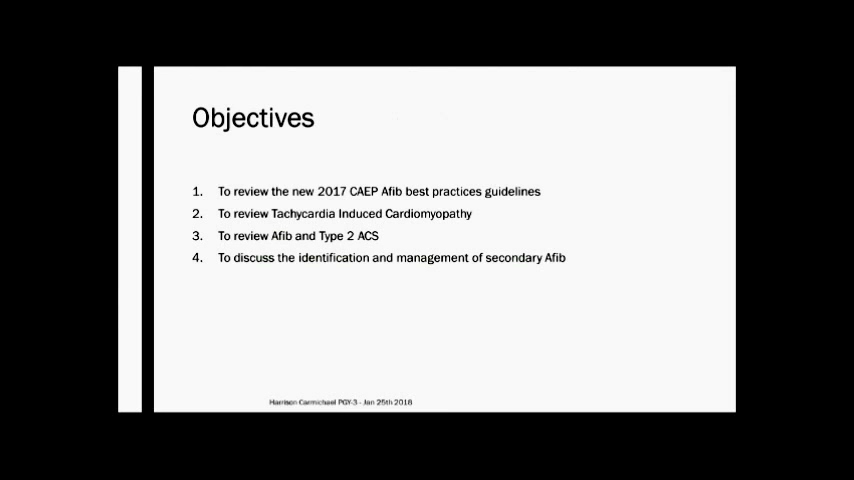 Objectives
1. To review the new 2017 CAEP Afib best practices guidelines
2. To review Tachycardia Induced Cardiomyopathy
3. To review Afib and Type 2 ACS
4. To discuss the identification and management of secondary Afib
Harrison Carmichael PGY-3 - Jan 25th 2018